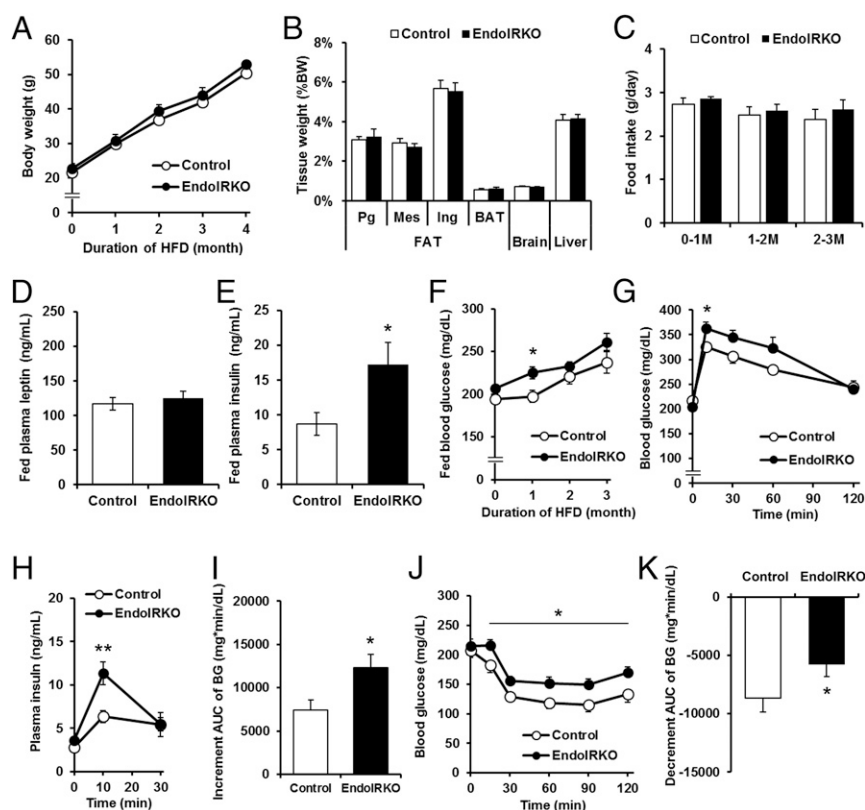 A
Body weight (g)
60
50
40
30
20
0
Control
EndoIRKO
0 1 2 3 4
Duration of HFD (month)
B
Control EndoIRKO
Tissue weight (%BW)
8%
6%
4%
2%
0%
Pg Mes Ing BAT Brain Liver
FAT
C
Control EndoIRKO
Food intake (g/day)
4
3
2
1
0
0-1M 1-2M 2-3M
D
Fed plasma leptin (ng/mL)
250
200
150
100
50
0
Control EndoIRKO
E
Fed plasma insulin (ng/mL)
25
20
15
10
5
0
*
Control EndoIRKO
F
Fed blood glucose (mg/dL)
300
250
200
0
*
Control
EndoIRKO
0 1 2 3
Duration of HFD (month)
G
Blood glucose (mg/dL)
400
350
300
250
200
0
*
Control
EndoIRKO
0 30 60 90 120
Time (min)
H
Plasma insuln (ng/mL)
20
15
10
5
0
Control
EndoIRKO
**
0 10 20 30
Time (min)
I
Increment AUC of BG (mg*min/dL)
20000
15000
10000
5000
0
*
Control EndoIRKO
J
Blood glucose (mg/dL)
300
250
200
150
100
50
0
*
Control
EndoIRKO
0 30 60 90 120
Time (min)
K
Control EndoIRKO
Decrement AUC of BG (mg*min/dL)
0
-5000
-10000
-15000
*